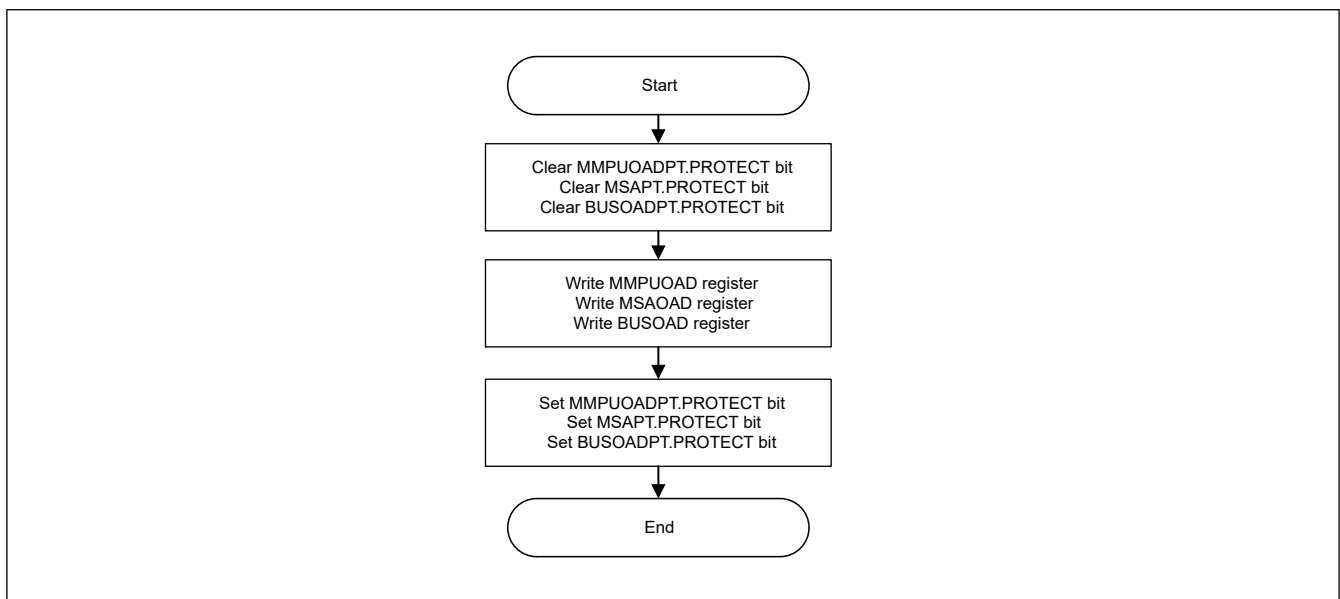 Start
Clear MMPUOADPT.PROTECT bit
Clear MSAPT.PROTECT bit
Clear BUSOADPT.PROTECT bit
Write MMPUOAD register
Write MSAOAD register
Write BUSOAD register
Set MMPUOADPT.PROTECT bit
Set MSAPT.PROTECT bit
Set BUSOADPT.PROTECT bit
End